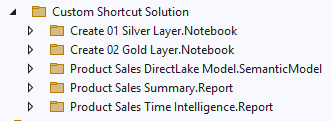 Custom Shortcut Solution
Create 01 Silver Layer.Notebook
Create 02 Gold Layer.Notebook
Product Sales DirectLake Model.SemanticModel
Product Sales Summary.Report
Product Sales Time Intelligence.Report